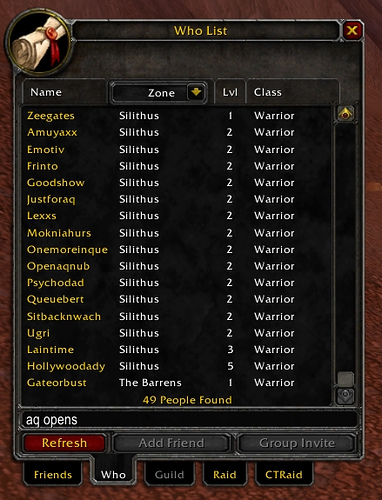 Who List
Name Zone Lvl Class
Zeegates Silithus 1 Warrior
Amuyaxx Silithus 2 Warrior
Emotiv Silithus 2 Warrior
Frinto Silithus 2 Warrior
Goodshow Silithus 2 Warrior
Justforaq Silithus 2 Warrior
Lexxs Silithus 2 Warrior
Mokniahurs Silithus 2 Warrior
Onemoreinque Silithus 2 Warrior
Openaqnub Silithus 2 Warrior
Psychodad Silithus 2 Warrior
Queuebert Silithus 2 Warrior
Sitbacknwach Silithus 2 Warrior
Ugri Silithus 2 Warrior
Laintime Silithus 3 Warrior
Hollywoodady Silithus 5 Warrior
Gateorbust The Barrens 1 Warrior
49 People Found
aq opens
Refresh Add Friend Group Invite
Friends Who Guild Raid CTRaid